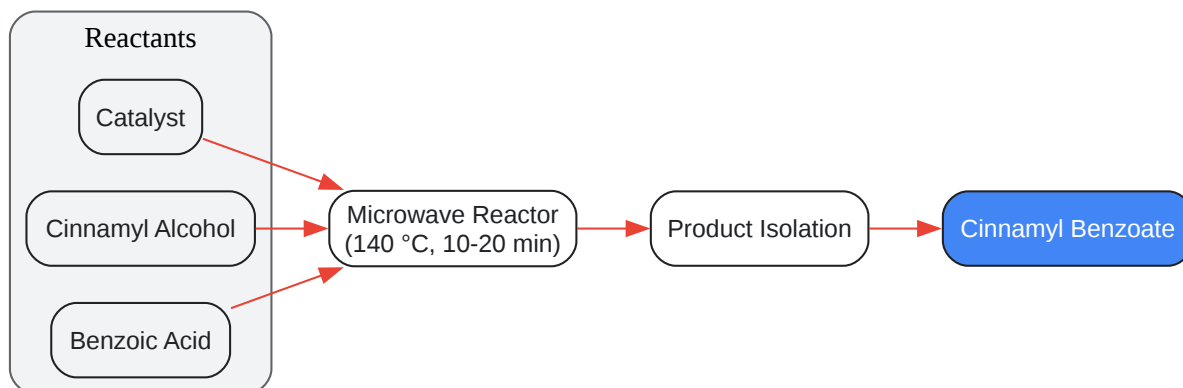 Reactants
Catalyst
Cinnamyl Alcohol
Benzoic Acid
Microwave Reactor
(140 °C, 10-20 min)
Product Isolation
Cinnamyl Benzoate